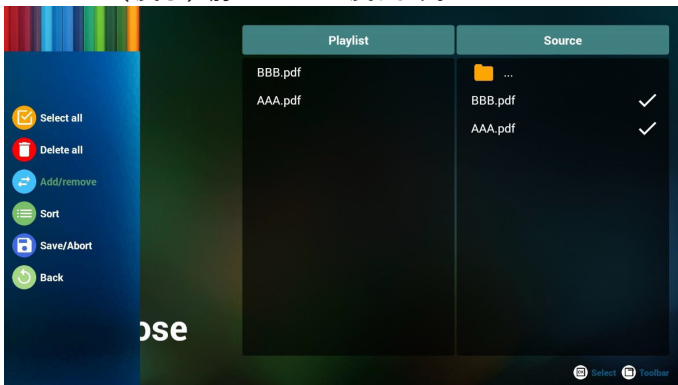 Playlist
Source
BBB.pdf
AAA.pdf
...
BBB.pdf
AAA.pdf
Select all
Delete all
Add/remove
Sort
Save/Abort
Back
ose
Select
Toolbar